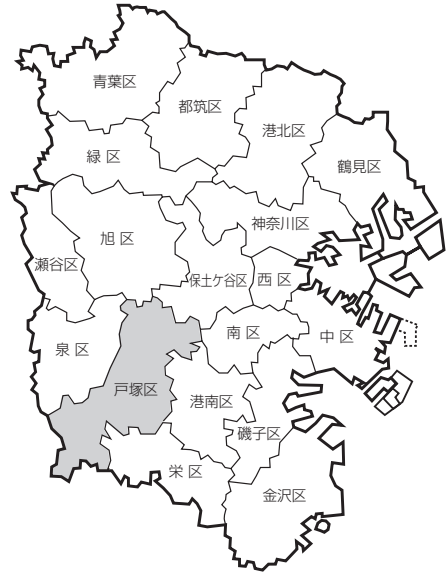 青葉区
都筑区
港北区
緑 区
鶴見区
旭 区
神奈川区
瀬谷区
保土ケ谷区
西 区
泉 区
南 区
中 区
戸塚区
港南区
磯子区
栄 区
金沢区